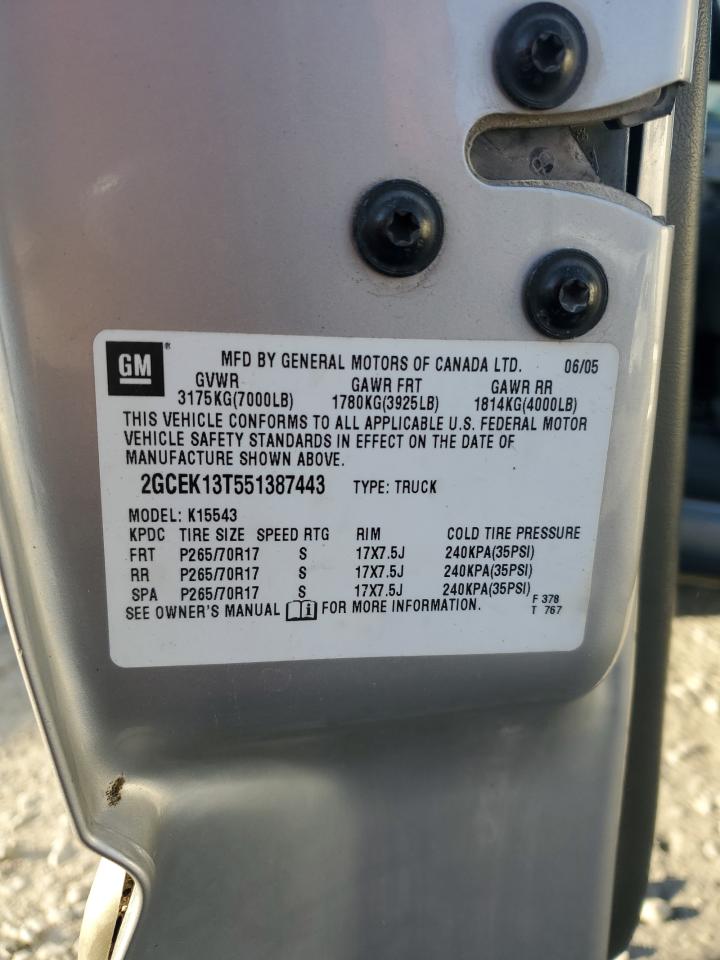 GM ® MFD BY GENERAL MOTORS OF CANADA LTD. 06/05
GVWR GAWR FRT GAWR RR
3175KG(7000LB) 1780KG(3925LB) 1814KG(4000LB)
THIS VEHICLE CONFORMS TO ALL APPLICABLE U.S. FEDERAL MOTOR
VEHICLE SAFETY STANDARDS IN EFFECT ON THE DATE OF
MANUFACTURE SHOWN ABOVE.
2GCEK13T551387443 TYPE: TRUCK
MODEL: K15543
KPDC TIRE SIZE SPEED RTG RIM COLD TIRE PRESSURE
FRT P265/70R17 S 17X7.5J 240KPA(35PSI)
RR P265/70R17 S 17X7.5J 240KPA(35PSI)
SPA P265/70R17 S 17X7.5J 240KPA(35PSI)
SEE OWNER'S MANUAL i FOR MORE INFORMATION.
F 378
T 767